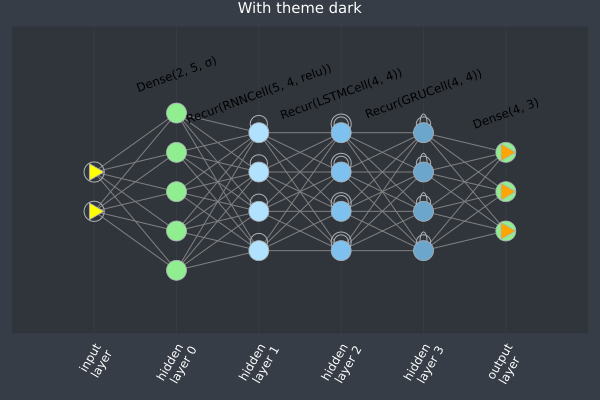 With theme dark
Dense(2, 5, σ)
Recur(RNNCell(5, 4, relu))
Recur(LSTMCell(4, 4))
Recur(GRUCell(4, 4))
Dense(4, 3)
input
layer
hidden
layer 0
hidden
layer 1
hidden
layer 2
hidden
layer 3
output
layer